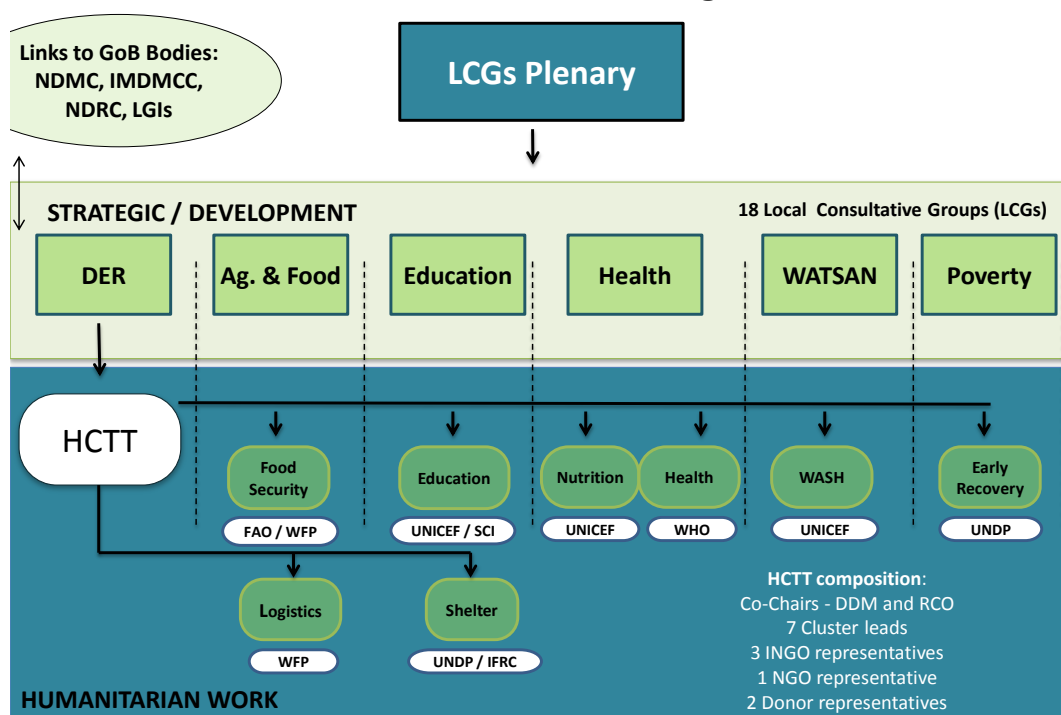 Links to GoB Bodies:
NDMC, IMDMCC,
NDRC, LGIs
LCGs Plenary
STRATEGIC / DEVELOPMENT
18 Local Consultative Groups (LCGs)
DER
Ag. & Food
Education
Health
WATSAN
Poverty
HCTT
Food
Security
Education
Nutrition
Health
WASH
Early
Recovery
FAO / WFP
UNICEF / SCI
UNICEF
WHO
UNICEF
UNDP
Logistics
Shelter
WFP
UNDP / IFRC
HCTT composition:
Co-Chairs - DDM and RCO
7 Cluster leads
3 INGO representatives
1 NGO representative
2 Donor representatives
HUMANITARIAN WORK